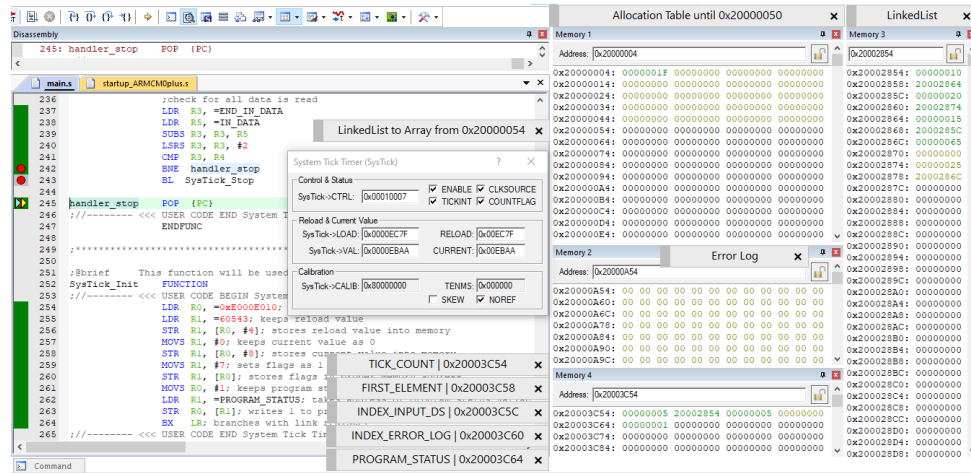 Allocation Table until 0x20000050 ×
LinkedList ×
Disassembly
245: handler_stop POP {PC}
main.s startup_ARMCM0plus.s
236 ;check for all data is read
237 LDR R3, =END_IN_DATA
238 LDR R5, =IN_DATA
239 SUBS R3, R3, R5
240 LSRS R3, R3, #2
241 CMP R3, R4
242 BNE handler_stop
243 BL SysTick_Stop
244
245 handler_stop POP {PC}
246 ;//-------- <<< USER CODE END System T
247 ENDFUNC
248
249 ;****************************************
250
251 ;@brief This function will be used
252 SysTick_Init FUNCTION
253 ;//-------- <<< USER CODE BEGIN System
254 LDR R0, =0xE000E010;
255 LDR R1, =60543; keeps reload value
256 STR R1, [R0, #4]; stores reload value into memory
257 MOVS R1, #0; keeps current value as 0
258 STR R1, [R0, #8]; stores current value into memory
259 MOVS R1, #7; sets flags as 1
260 STR R1, [R0]; stores flags
261 MOVS R0, #1; keeps program st
262 LDR R1, =PROGRAM_STATUS;
263 STR R0, [R1]; writes 1 to pr
264 BX LR; branches with link
265 ;//-------- <<< USER CODE END System Tick Tim
Command
LinkedList to Array from 0x20000054 ×
System Tick Timer (SysTick) ? ×
Control & Status
SysTick->CTRL: 0x00010007 ENABLE CLKSOURCE
TICKINT COUNTFLAG
Reload & Current Value
SysTick->LOAD: 0x0000EC7F RELOAD: 0x00EC7F
SysTick->VAL: 0x0000EBAA CURRENT: 0x00EBAA
Calibration
SysTick->CALIB: 0x80000000 TENMS: 0x000000
SKEW NOREF
TICK_COUNT | 0x20003C54 ×
FIRST_ELEMENT | 0x20003C58 ×
INDEX_INPUT_DS | 0x20003C5C ×
INDEX_ERROR_LOG | 0x20003C60 ×
PROGRAM_STATUS | 0x20003C64 ×
Memory 1
Address: 0x20000004
0x20000004: 0000001F 00000000 00000000 00000000
0x20000014: 00000000 00000000 00000000 00000000
0x20000024: 00000000 00000000 00000000 00000000
0x20000034: 00000000 00000000 00000000 00000000
0x20000044: 00000000 00000000 00000000 00000000
0x20000054: 00000000 00000000 00000000 00000000
0x20000064: 00000000 00000000 00000000 00000000
0x20000074: 00000000 00000000 00000000 00000000
0x20000084: 00000000 00000000 00000000 00000000
0x20000094: 00000000 00000000 00000000 00000000
0x200000A4: 00000000 00000000 00000000 00000000
0x200000B4: 00000000 00000000 00000000 00000000
0x200000C4: 00000000 00000000 00000000 00000000
0x200000D4: 00000000 00000000 00000000 00000000
0x200000E4: 00000000 00000000 00000000 00000000
Memory 2
Error Log ×
Address: 0x20000A54
0x20000A54: 00 00 00 00 00 00 00 00 00 00 00 00
0x20000A60: 00 00 00 00 00 00 00 00 00 00 00 00
0x20000A6C: 00 00 00 00 00 00 00 00 00 00 00 00
0x20000A78: 00 00 00 00 00 00 00 00 00 00 00 00
0x20000A84: 00 00 00 00 00 00 00 00 00 00 00 00
0x20000A90: 00 00 00 00 00 00 00 00 00 00 00 00
0x20000A9C: 00 00 00 00 00 00 00 00 00 00 00 00
Memory 4
Address: 0x20003C54
0x20003C54: 00000005 20002854 00000005 00000000
0x20003C64: 00000001 00000000 00000000 00000000
0x20003C74: 00000000 00000000 00000000 00000000
0x20003C84: 00000000 00000000 00000000 00000000
Memory 3
0x20002854
0x20002854: 00000010
0x20002858: 20002864
0x2000285C: 00000020
0x20002860: 20002874
0x20002864: 00000015
0x20002868: 2000285C
0x2000286C: 00000065
0x20002870: 00000000
0x20002874: 00000025
0x20002878: 2000286C
0x2000287C: 00000000
0x20002880: 00000000
0x20002884: 00000000
0x20002888: 00000000
0x2000288C: 00000000
0x20002890: 00000000
0x20002894: 00000000
0x20002898: 00000000
0x2000289C: 00000000
0x200028A0: 00000000
0x200028A4: 00000000
0x200028A8: 00000000
0x200028AC: 00000000
0x200028B0: 00000000
0x200028B4: 00000000
0x200028B8: 00000000
0x200028BC: 00000000
0x200028C0: 00000000
0x200028C4: 00000000
0x200028C8: 00000000
0x200028CC: 00000000
0x200028D0: 00000000
0x200028D4: 00000000
0x200028D8: 00000000